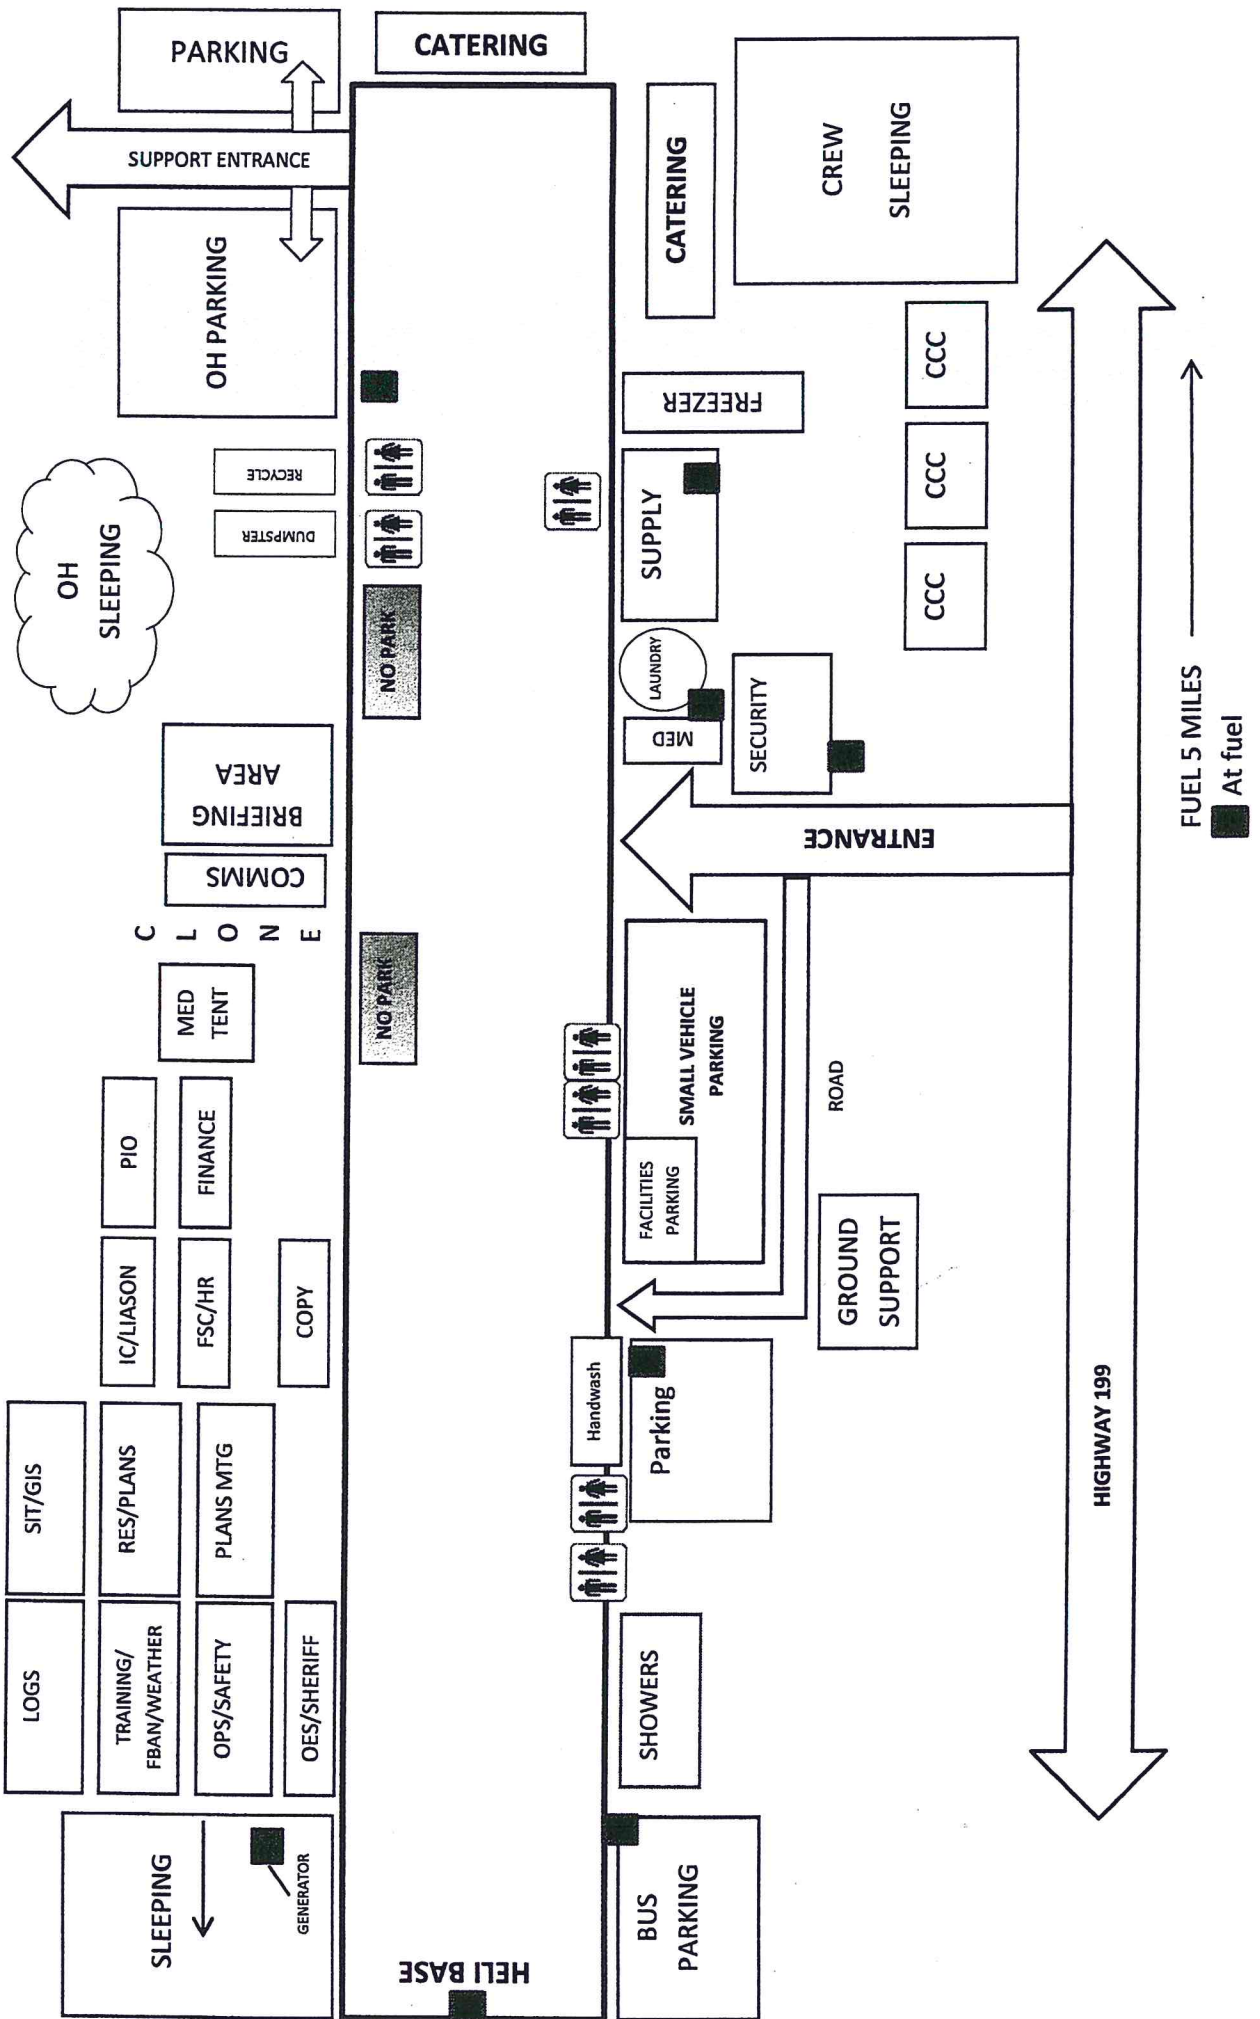 LOGS
SIT/GIS
TRAINING/
FBAN/WEATHER
RES/PLANS
IC/LIASON
PIO
OPS/SAFETY
PLANS MTG
FSC/HR
FINANCE
OES/SHERIFF
COPY
MED
TENT
C
L
O
N
E
COMMS
BRIEFING
AREA
OH
SLEEPING
DUMPSTER
RECYCLE
OH PARKING
SUPPORT ENTRANCE
PARKING
SLEEPING
GENERATOR
HELI BASE
NO PARK
NO PARK
CATERING
BUS
PARKING
SHOWERS
Handwash
Parking
FACILITIES
PARKING
SMALL VEHICLE
PARKING
ENTRANCE
MED
LAUNDRY
SUPPLY
FREEZER
CATERING
SECURITY
CREW
SLEEPING
GROUND
SUPPORT
ROAD
CCC
CCC
CCC
HIGHWAY 199
FUEL 5 MILES
At fuel